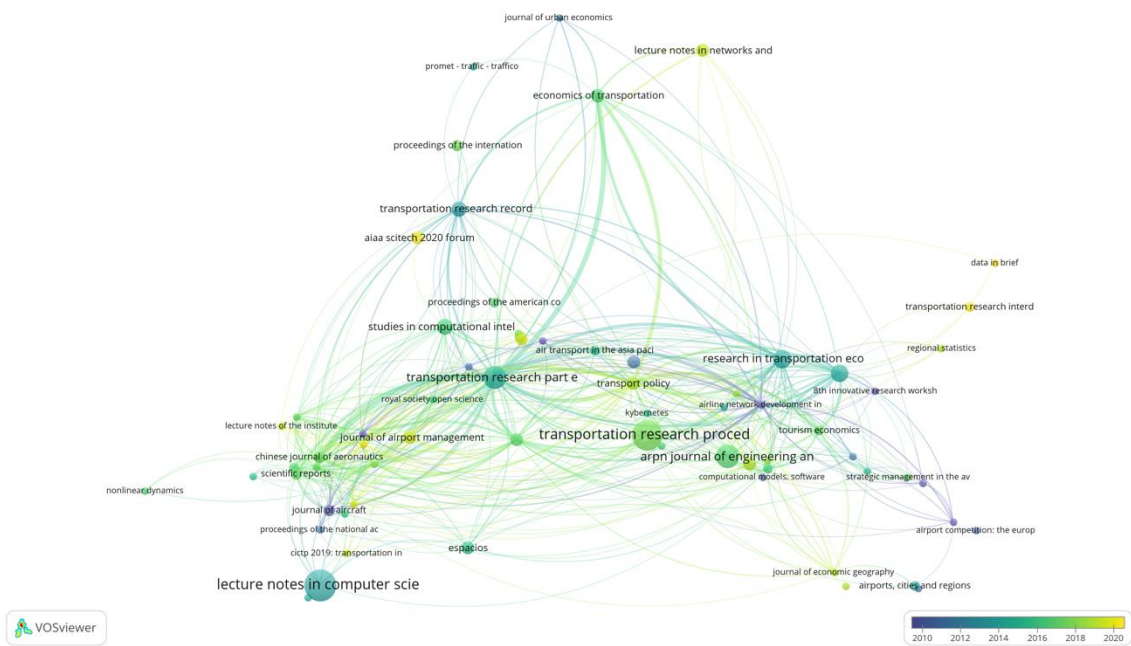 journal of urban economics
lecture notes in networks and
promet - traffic - traffico
economics of transportation
proceedings of the internation
transportation research record
aiaa scitech 2020 forum
data in brief
proceedings of the american co
transportation research interd
studies in computational intel
air transport in the asia paci
regional statistics
research in transportation eco
transportation research part e
transport policy
8th innovative research worksh
royal society open science
airline network development in
kybernetes
lecture notes of the institute
journal of airport management
transportation research proced
tourism economics
chinese journal of aeronautics
arpn journal of engineering an
scientific reports
computational models, software
strategic management in the av
nonlinear dynamics
journal of aircraft
proceedings of the national ac
airport competition: the europ
cictp 2019: transportation in
espacios
journal of economic geography
lecture notes in computer scie
airports, cities and regions
VOSviewer
2010 2012 2014 2016 2018 2020